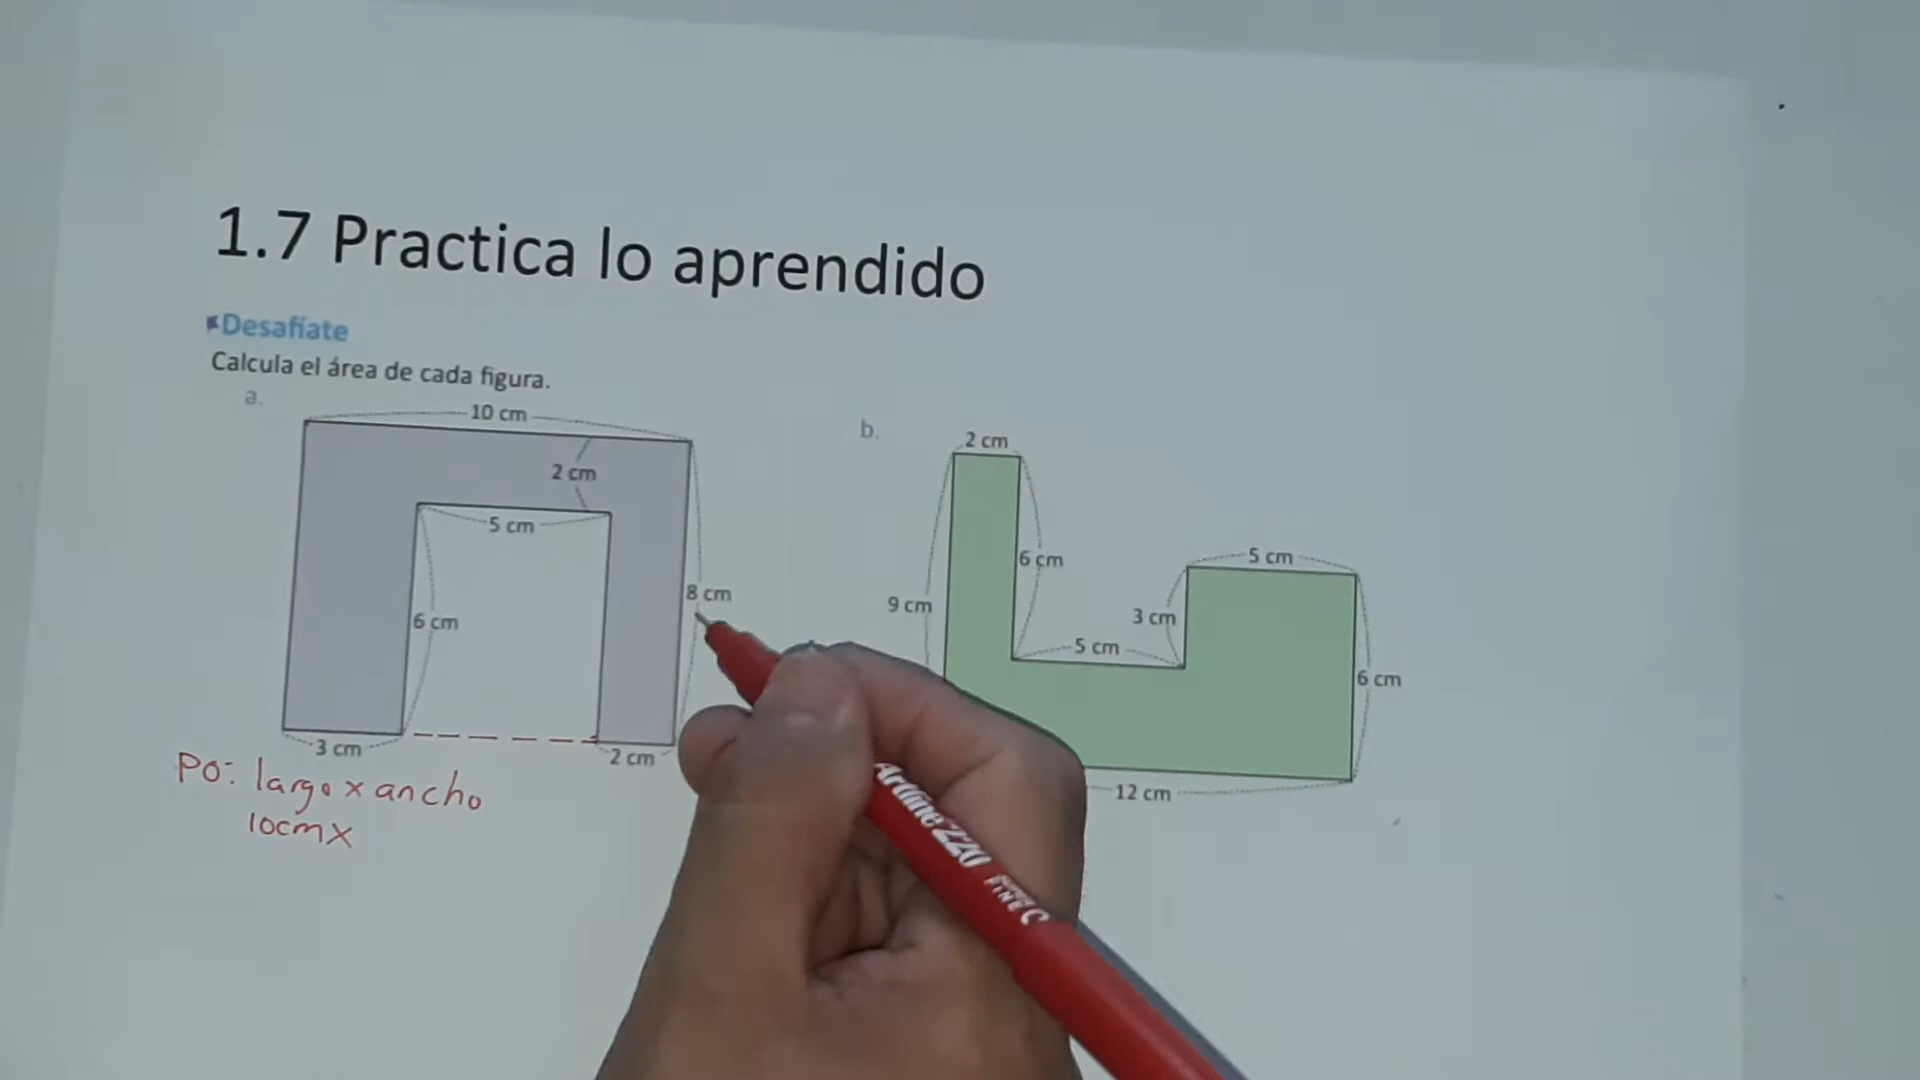 1.7 Practica lo aprendido
Desafíate
Calcula el área de cada figura.
a.
10 cm
2 cm
5 cm
6 cm
8 cm
3 cm
2 cm
PO: largo x ancho
10cm x
b.
2 cm
6 cm
9 cm
5 cm
3 cm
5 cm
6 cm
12 cm
Artline 220
FINE